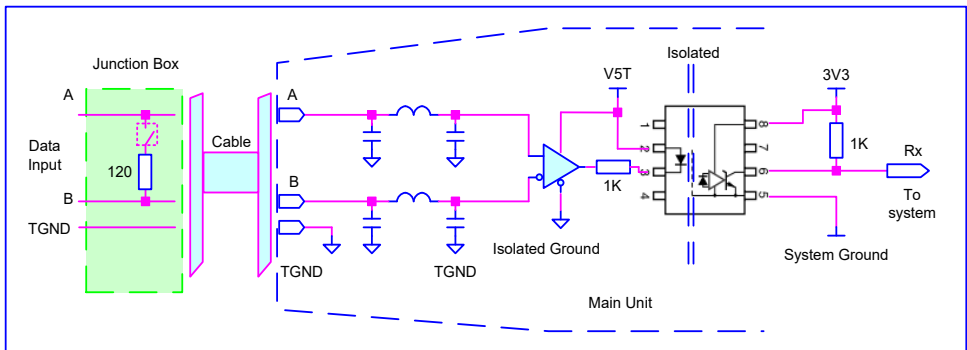 Junction Box
A
Data
Input
120
B
TGND
Cable
A
B
TGND
TGND
Isolated Ground
V5T
1K
Isolated
1
2
3
4
8
7
6
5
3V3
1K
Rx
To
system
System Ground
Main Unit